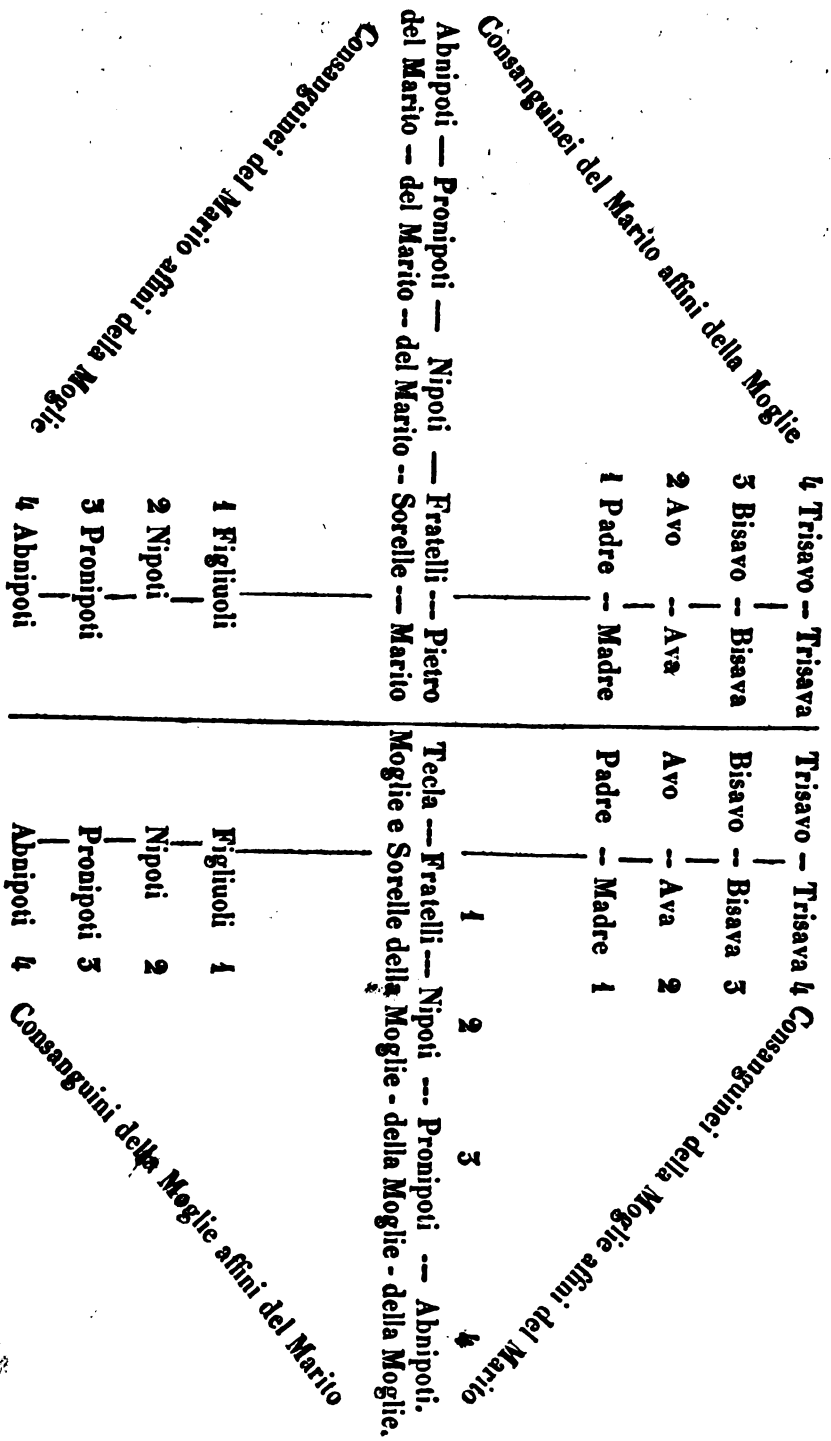 4 Trisavo -- Trisava Trisavo -- Trisava 4
3 Bisavo -- Bisava Bisavo -- Bisava 3
2 Avo -- Ava Avo -- Ava 2
1 Padre -- Madre Padre -- Madre 1
Consanguinei del Marito affini della Moglie
Consanguinei della Moglie affini del Marito
1 2 3 4
Abnipoti — Pronipoti — Nipoti — Fratelli --- Pietro Tecla --- Fratelli --- Nipoti --- Pronipoti --- Abnipoti.
del Marito -- del Marito -- del Marito -- Sorelle --- Marito Moglie e Sorelle della Moglie - della Moglie - della Moglie.
Consanguinei del Marito affini della Moglie
Consanguini della Moglie affini del Marito
1 Figliuoli Figliuoli 1
2 Nipoti Nipoti 2
3 Pronipoti Pronipoti 3
4 Abnipoti Abnipoti 4